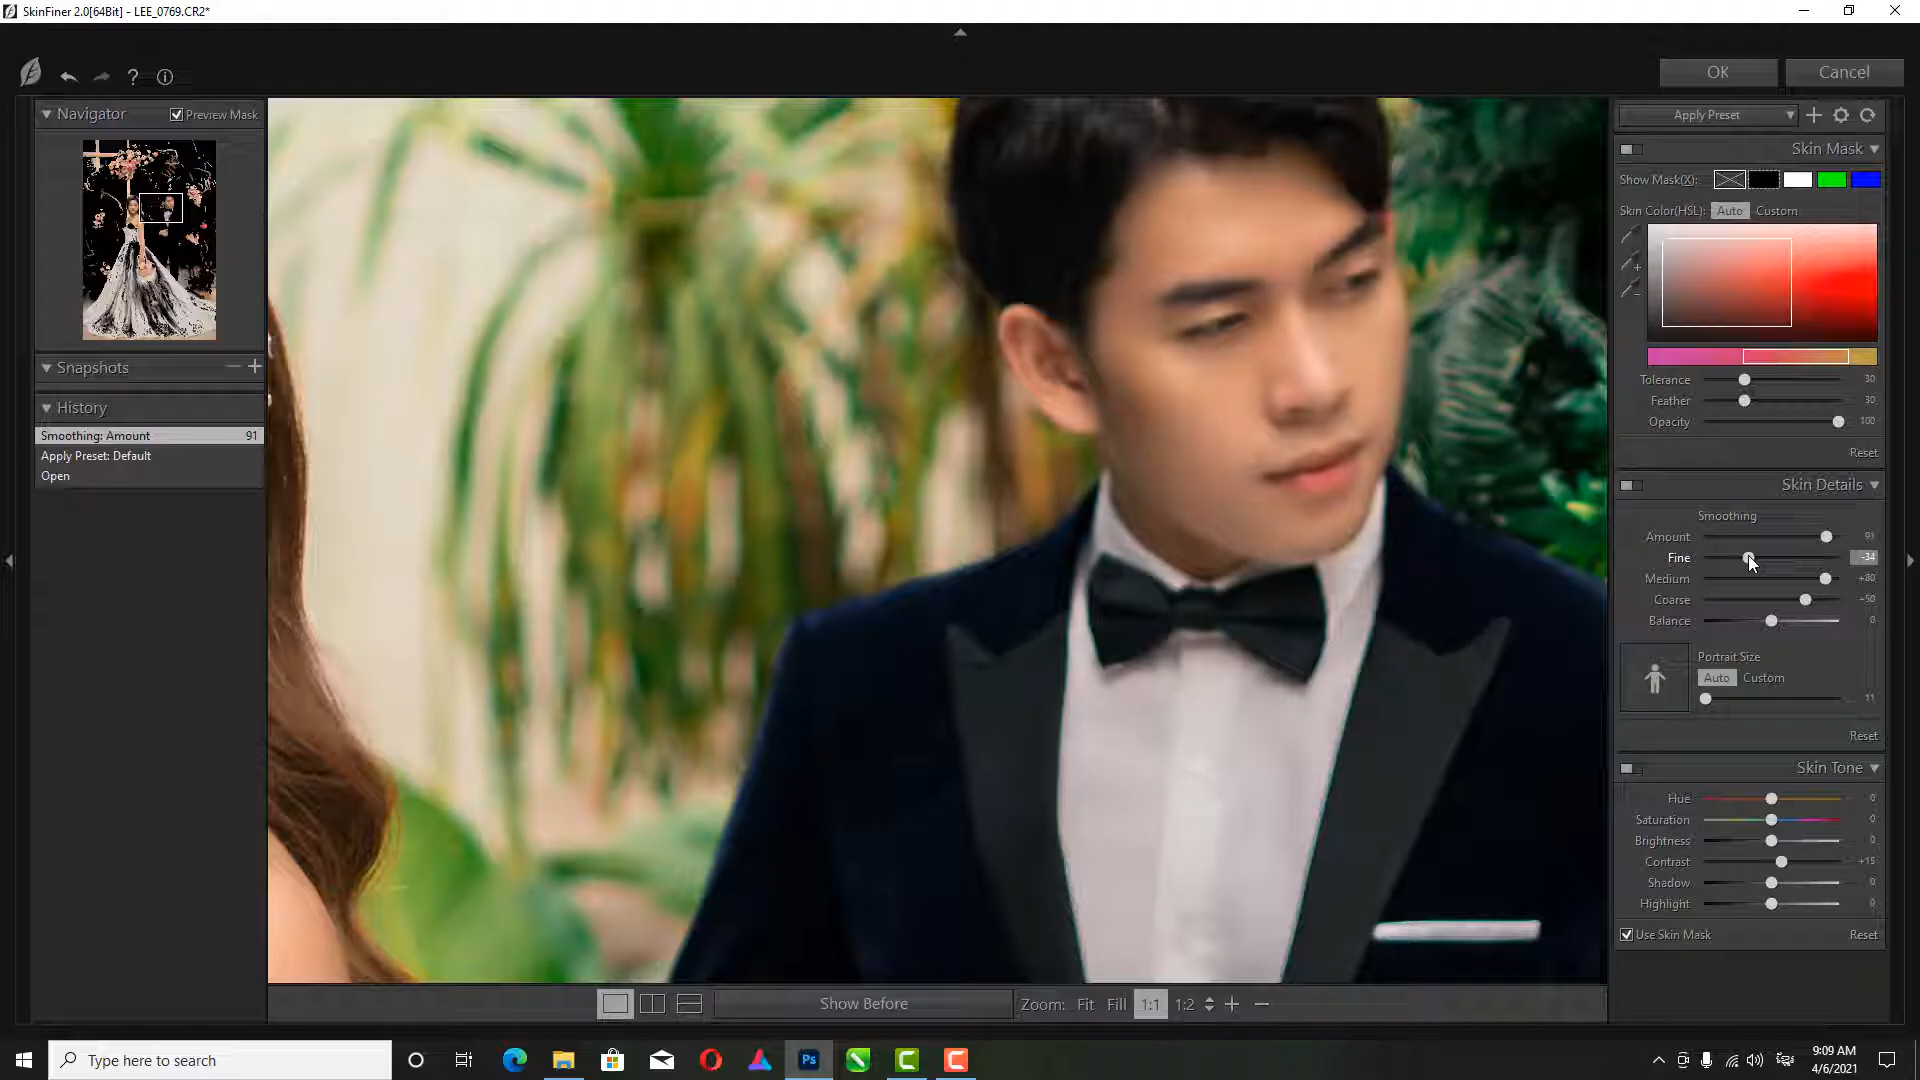 SkinFiner 2.0[64Bit] - LEE_0769.CR2*
OK
Cancel
Navigator
Preview Mask
Snapshots
History
Smoothing: Amount 91
Apply Preset: Default
Open
Apply Preset
Skin Mask
Show Mask(X):
Skin Color(HSL): Auto Custom
Tolerance 30
Feather 30
Opacity 100
Reset
Skin Details
Smoothing
Amount 91
Fine -34
Medium +80
Coarse +50
Balance 0
Portrait Size
Auto Custom
11
Reset
Skin Tone
Hue 0
Saturation 0
Brightness 0
Contrast +15
Shadow 0
Highlight 0
Use Skin Mask Reset
Show Before
Zoom: Fit Fill 1:1 1:2
Type here to search
Ps
9:09 AM
4/6/2021